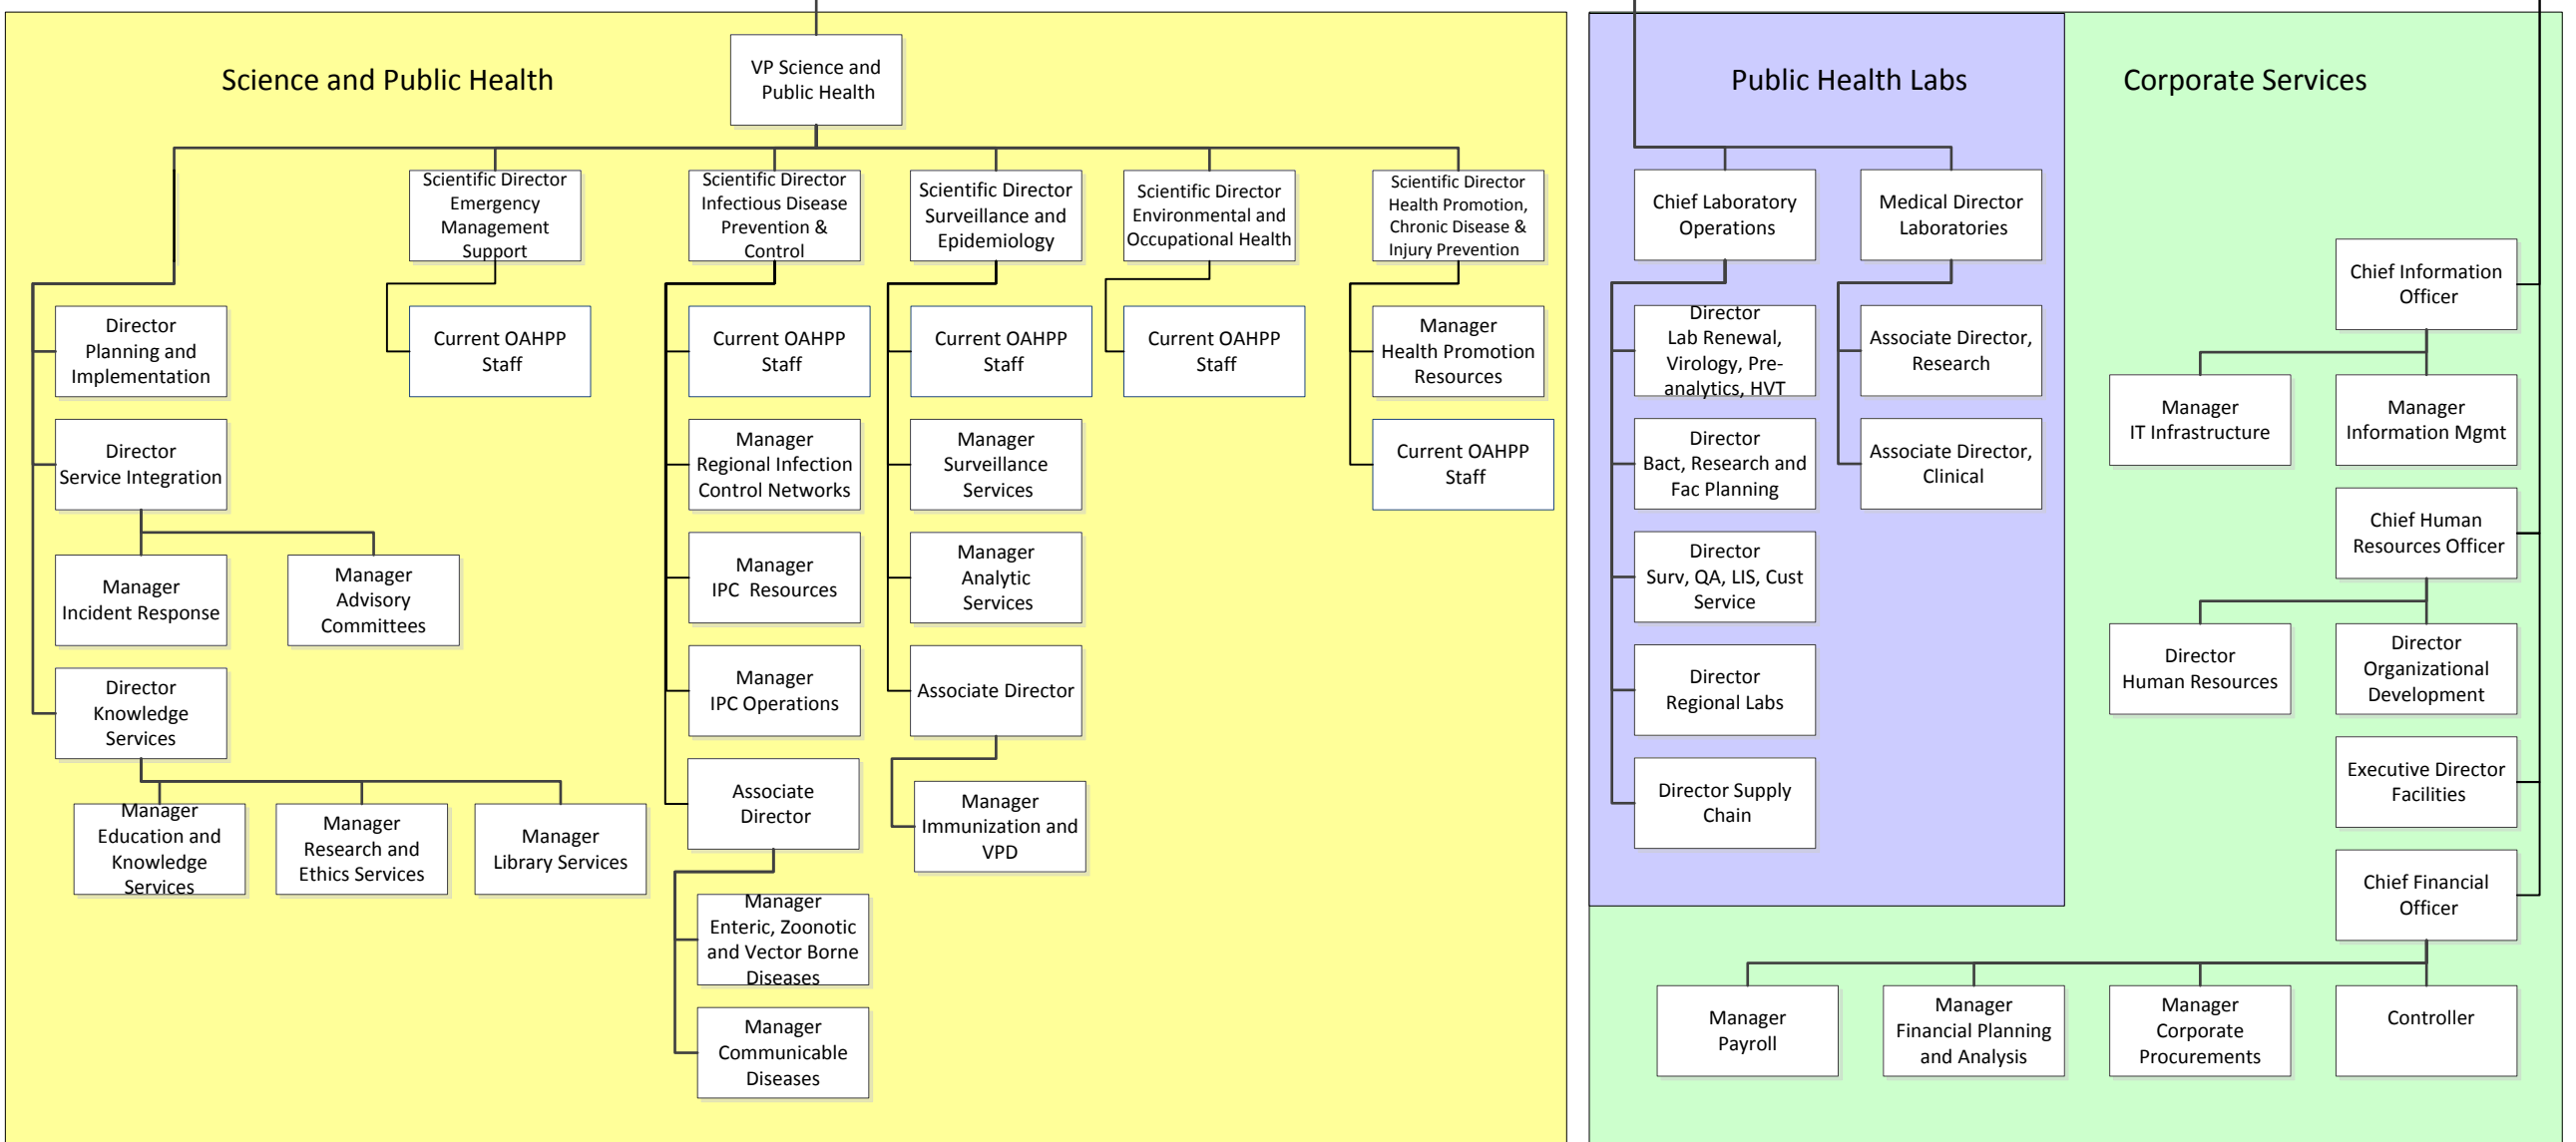 Science and Public Health
VP Science and
Public Health
Public Health Labs
Corporate Services
Scientific Director
Emergency
Management
Support
Scientific Director
Infectious Disease
Prevention &
Control
Scientific Director
Surveillance and
Epidemiology
Scientific Director
Environmental and
Occupational Health
Scientific Director
Health Promotion,
Chronic Disease &
Injury Prevention
Director
Planning and
Implementation
Director
Service Integration
Manager
Incident Response
Manager
Advisory
Committees
Director
Knowledge
Services
Manager
Education and
Knowledge
Services
Manager
Research and
Ethics Services
Manager
Library Services
Current OAHPP
Staff
Current OAHPP
Staff
Manager
Regional Infection
Control Networks
Manager
IPC  Resources
Manager
IPC Operations
Associate
Director
Manager
Enteric, Zoonotic
and Vector Borne
Diseases
Manager
Communicable
Diseases
Current OAHPP
Staff
Manager
Surveillance
Services
Manager
Analytic
Services
Associate Director
Manager
Immunization and
VPD
Current OAHPP
Staff
Manager
Health Promotion
Resources
Current OAHPP
Staff
Chief Laboratory
Operations
Director
Lab Renewal,
Virology, Pre-
analytics, HVT
Director
Bact, Research and
Fac Planning
Director
Surv, QA, LIS, Cust
Service
Director
Regional Labs
Director Supply
Chain
Medical Director
Laboratories
Associate Director,
Research
Associate Director,
Clinical
Chief Information
Officer
Manager
IT Infrastructure
Manager
Information Mgmt
Chief Human
Resources Officer
Director
Human Resources
Director
Organizational
Development
Executive Director
Facilities
Chief Financial
Officer
Manager
Payroll
Manager
Financial Planning
and Analysis
Manager
Corporate
Procurements
Controller